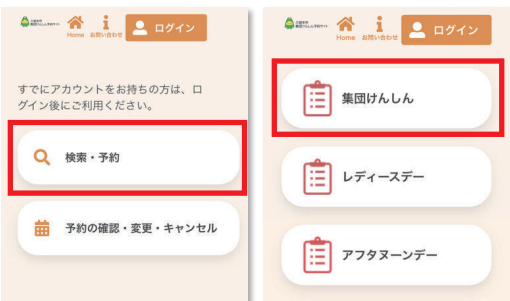 Home
お問い合わせ
ログイン
すでにアカウントをお持ちの方は、ロ
グイン後にご利用ください。
検索・予約
予約の確認・変更・キャンセル
Home
お問い合わせ
ログイン
集団けんしん
レディースデー
アフタヌーンデー